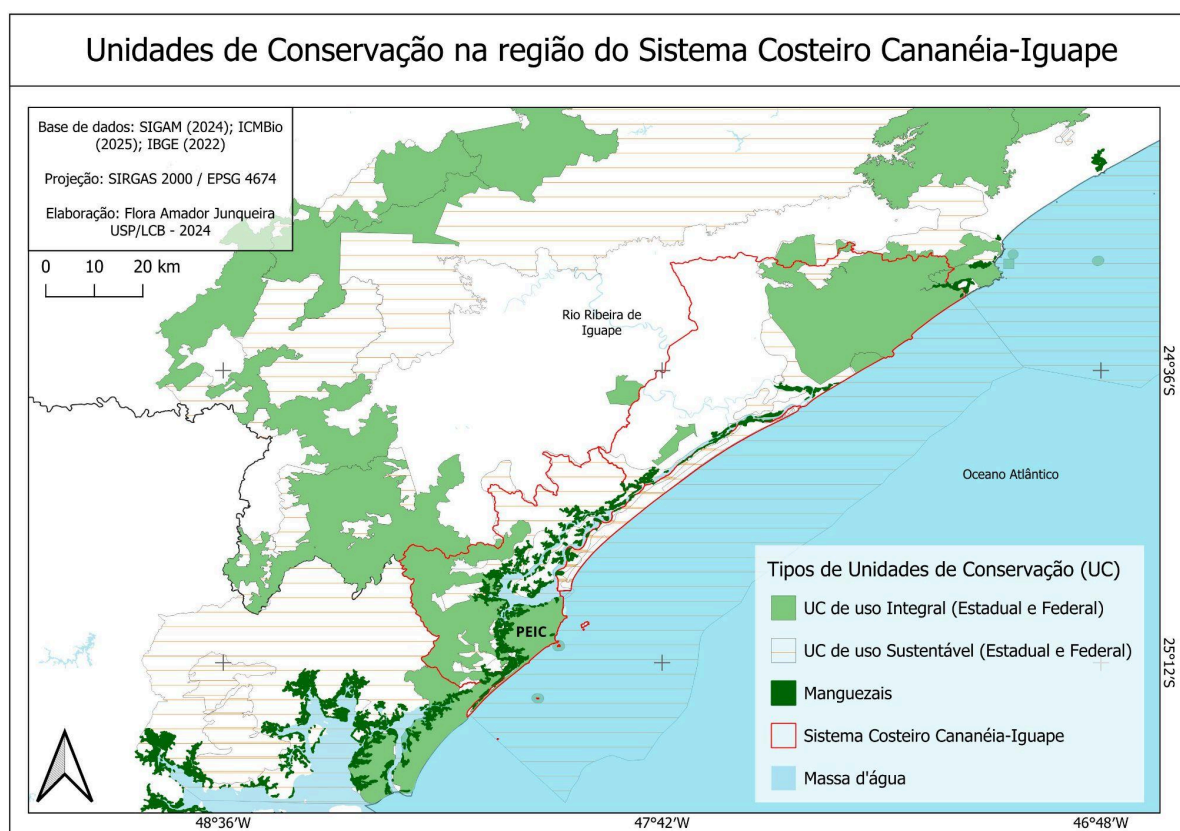 Unidades de Conservação na região do Sistema Costeiro Cananéia-Iguape
Base de dados: SIGAM (2024); ICMBio
(2025); IBGE (2022)
Projeção: SIRGAS 2000 / EPSG 4674
Elaboração: Flora Amador Junqueira
USP/LCB - 2024
0 10 20 km
Rio Ribeira de
Iguape
24°36'S
Oceano Atlântico
PEIC
Tipos de Unidades de Conservação (UC)
UC de uso Integral (Estadual e Federal)
UC de uso Sustentável (Estadual e Federal)
Manguezais
Sistema Costeiro Cananéia-Iguape
Massa d'água
25°12'S
48°36'W 47°42'W 46°48'W